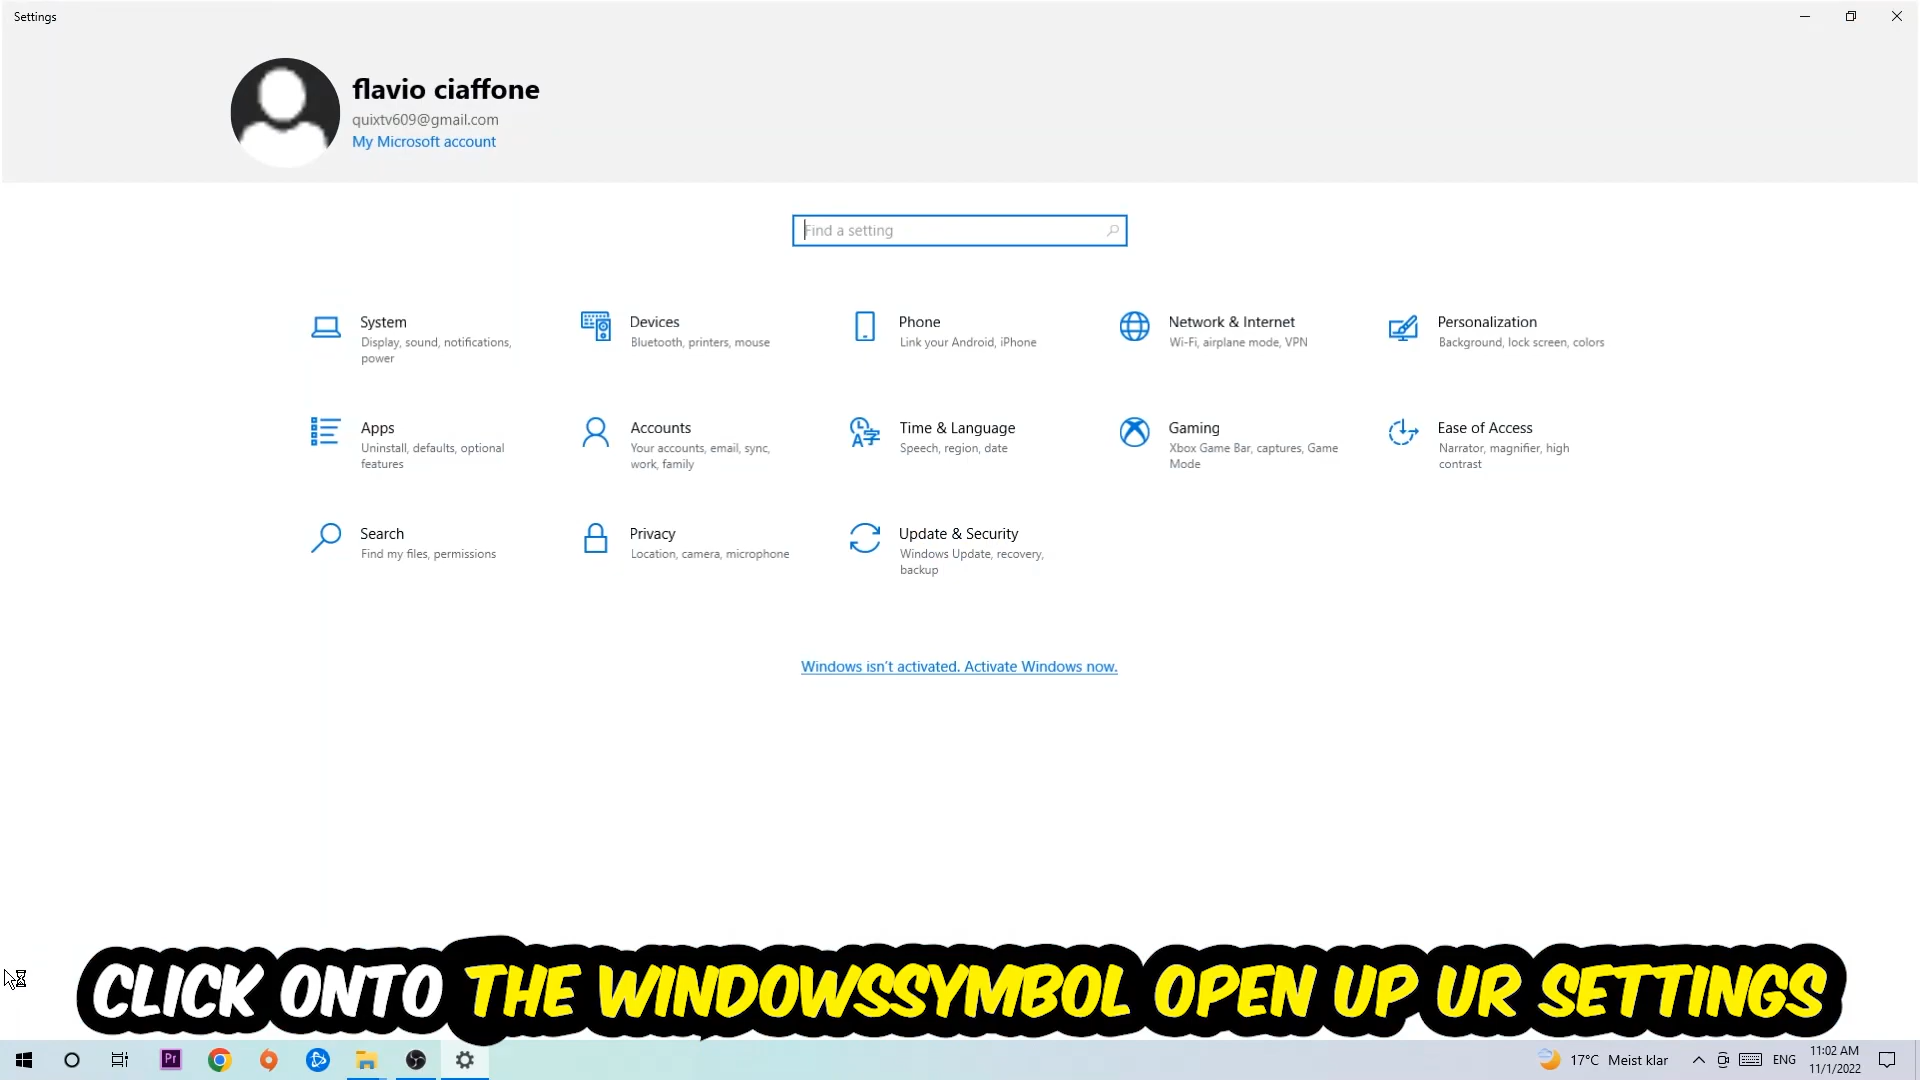 Settings
flavio ciaffone
quixtv609@gmail.com
My Microsoft account
Find a setting
System
Display, sound, notifications,
power
Devices
Bluetooth, printers, mouse
Phone
Link your Android, iPhone
Network & Internet
Wi-Fi, airplane mode, VPN
Personalization
Background, lock screen, colors
Apps
Uninstall, defaults, optional
features
Accounts
Your accounts, email, sync,
work, family
Time & Language
Speech, region, date
Gaming
Xbox Game Bar, captures, Game
Mode
Ease of Access
Narrator, magnifier, high
contrast
Search
Find my files, permissions
Privacy
Location, camera, microphone
Update & Security
Windows Update, recovery,
backup
Windows isn't activated. Activate Windows now.
CLICK ONTO THE WINDOWSSYMBOL OPEN UP UR SETTINGS
Pr
17°C Meist klar
ENG
11:02 AM
11/1/2022